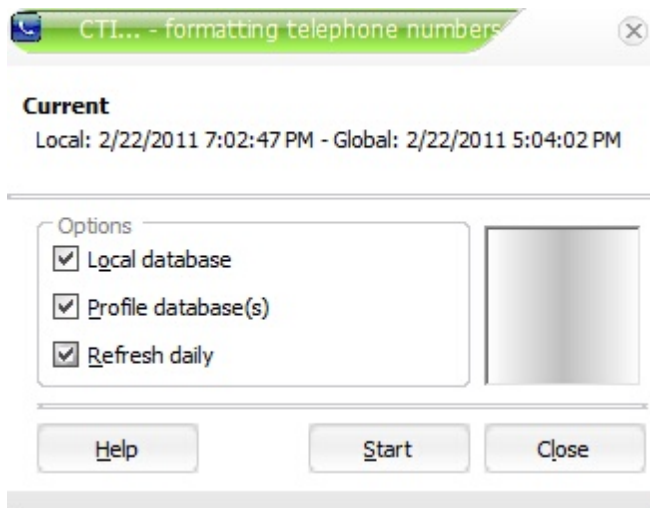 CTI... - formatting telephone numbers
Current
Local: 2/22/2011 7:02:47 PM - Global: 2/22/2011 5:04:02 PM
Options
Local database
Profile database(s)
Refresh daily
Help Start Close